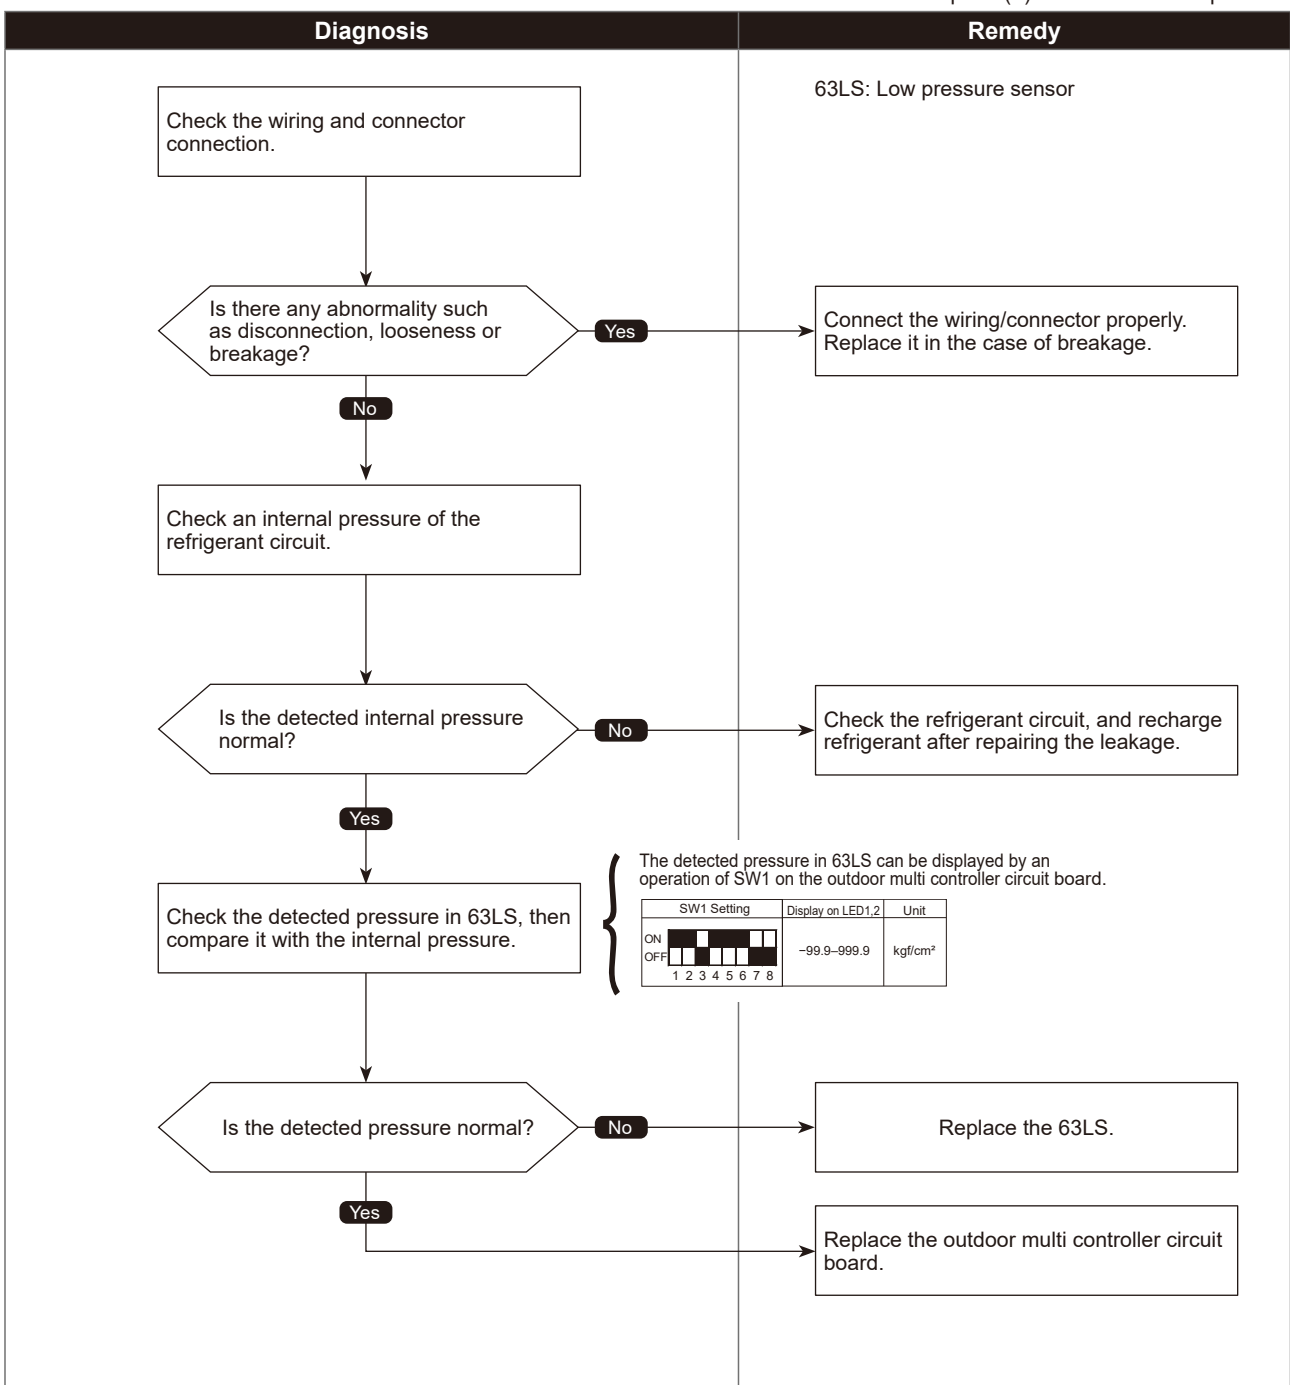 Diagnosis
Remedy
63LS: Low pressure sensor
Check the wiring and connector
connection.
Is there any abnormality such
as disconnection, looseness or
breakage?
Yes
Connect the wiring/connector properly.
Replace it in the case of breakage.
No
Check an internal pressure of the
refrigerant circuit.
Is the detected internal pressure
normal?
No
Check the refrigerant circuit, and recharge
refrigerant after repairing the leakage.
Yes
Check the detected pressure in 63LS, then
compare it with the internal pressure.
The detected pressure in 63LS can be displayed by an
operation of SW1 on the outdoor multi controller circuit board.
SW1 Setting
Display on LED1,2
Unit
ON
OFF
1 2 3 4 5 6 7 8
−99.9–999.9
kgf/cm²
Is the detected pressure normal?
No
Replace the 63LS.
Yes
Replace the outdoor multi controller circuit
board.